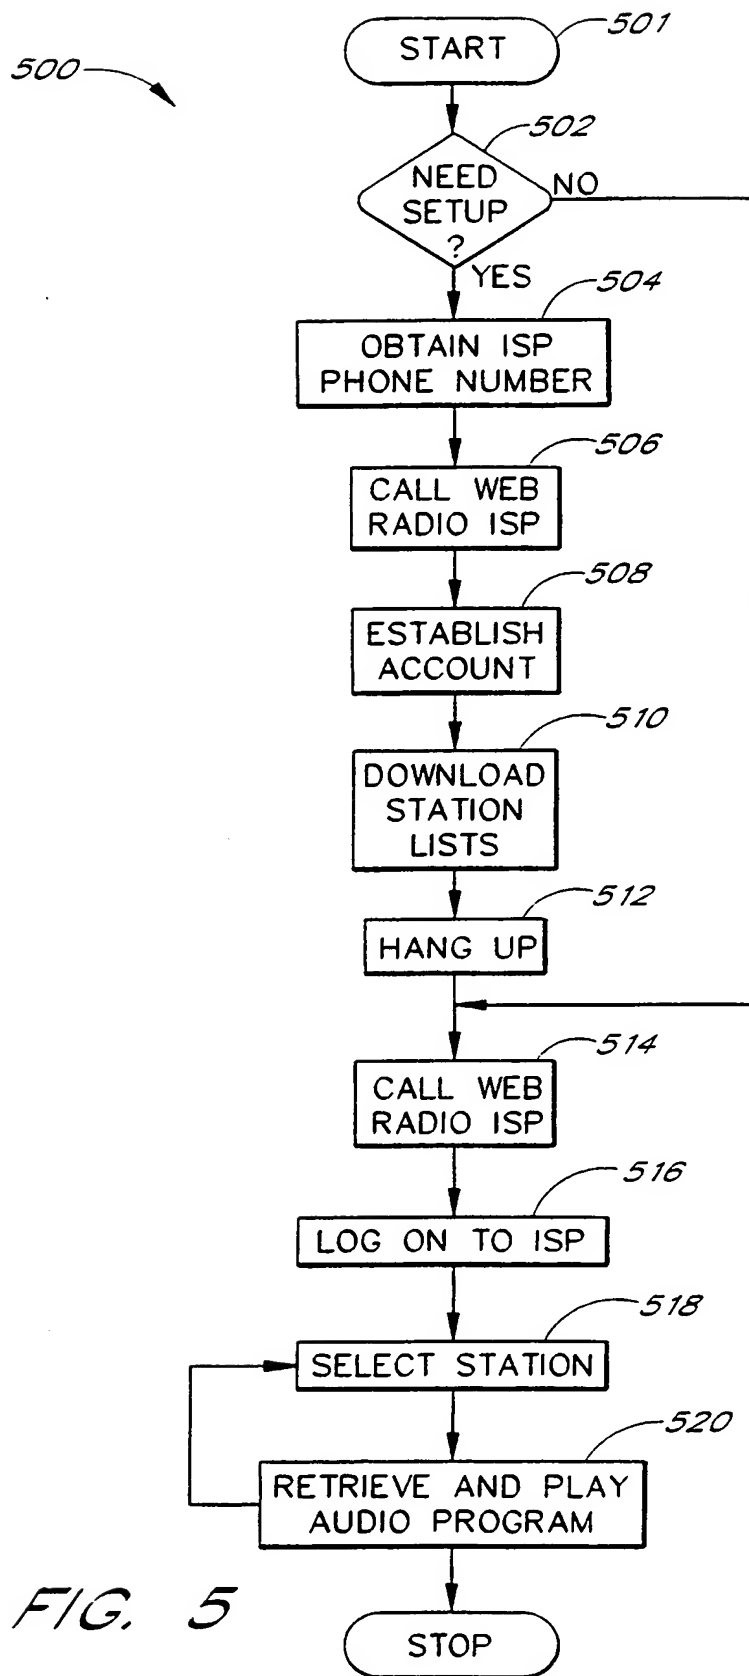 START
501
500
502
NEED
SETUP
?
NO
YES
504
OBTAIN ISP
PHONE NUMBER
506
CALL WEB
RADIO ISP
508
ESTABLISH
ACCOUNT
510
DOWNLOAD
STATION
LISTS
512
HANG UP
514
CALL WEB
RADIO ISP
516
LOG ON TO ISP
518
SELECT STATION
520
RETRIEVE AND PLAY
AUDIO PROGRAM
FIG. 5
STOP